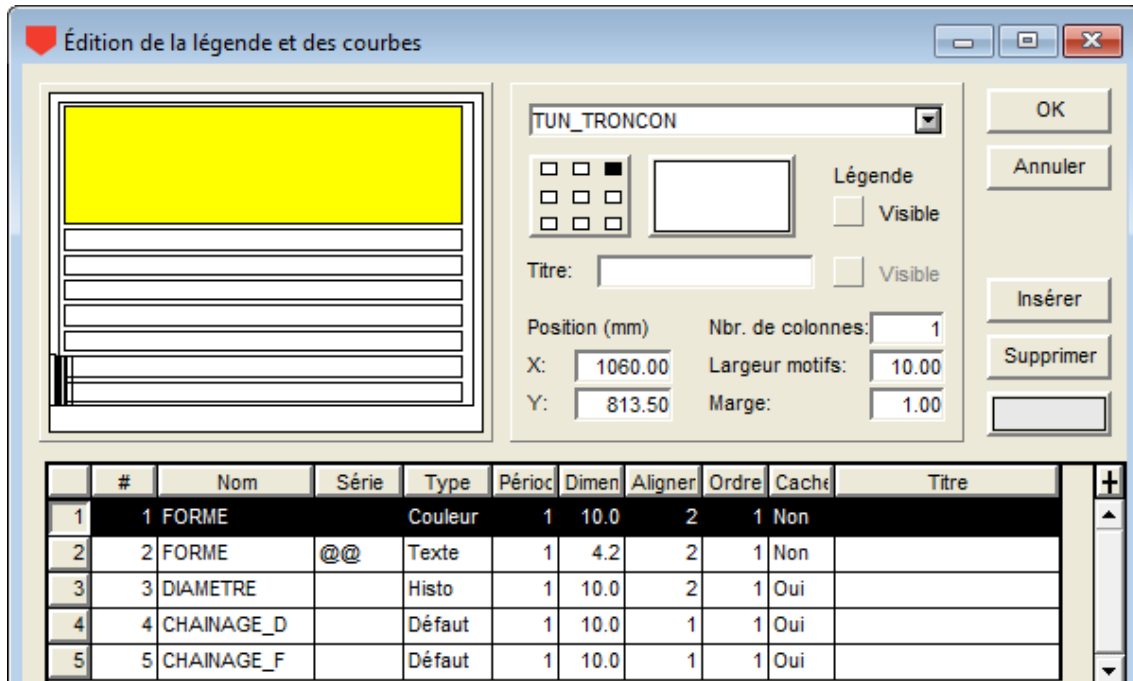 Édition de la légende et des courbes
TUN_TRONCON
OK
Annuler
Légende
Visible
Titre:
Visible
Insérer
Position (mm)
Nbr. de colonnes: 1
X: 1060.00
Largeur motifs: 10.00
Supprimer
Y: 813.50
Marge: 1.00
# Nom Série Type Périod Dimen Aligner Ordre Cache Titre
1 1 FORME Couleur 1 10.0 2 1 Non
2 2 FORME @@ Texte 1 4.2 2 1 Non
3 3 DIAMETRE Histo 1 10.0 2 1 Oui
4 4 CHAINAGE_D Défaut 1 10.0 1 1 Oui
5 5 CHAINAGE_F Défaut 1 10.0 1 1 Oui